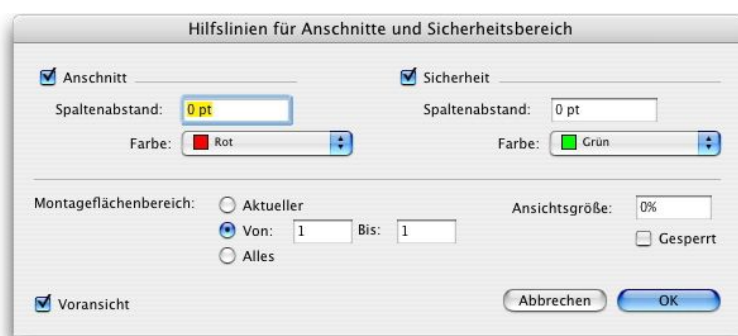 Hilfslinien für Anschnitte und Sicherheitsbereich
Anschnitt
Spaltenabstand: 0 pt
Farbe: Rot
Sicherheit
Spaltenabstand: 0 pt
Farbe: Grün
Montageflächenbereich: Aktueller
Von: 1 Bis: 1
Alles
Ansichtsgröße: 0%
Gesperrt
Voransicht
Abbrechen OK